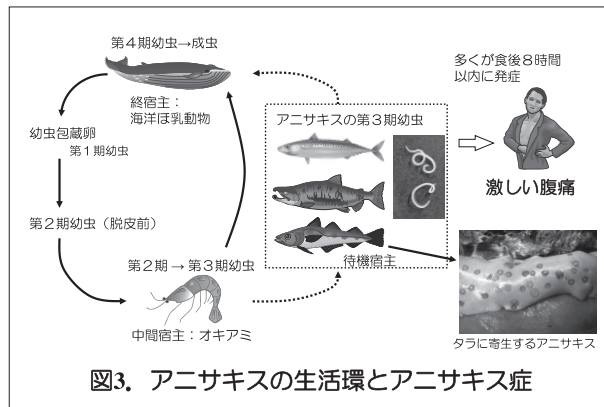 第４期幼虫→成虫
終宿主：
海洋ほ乳動物
幼虫包蔵卵
第１期幼虫
第２期幼虫（脱皮前）
第２期 → 第３期幼虫
中間宿主：オキアミ
アニサキスの第３期幼虫
待機宿主
多くが食後８時間
以内に発症
激しい腹痛
タラに寄生するアニサキス
図3． アニサキスの生活環とアニサキス症